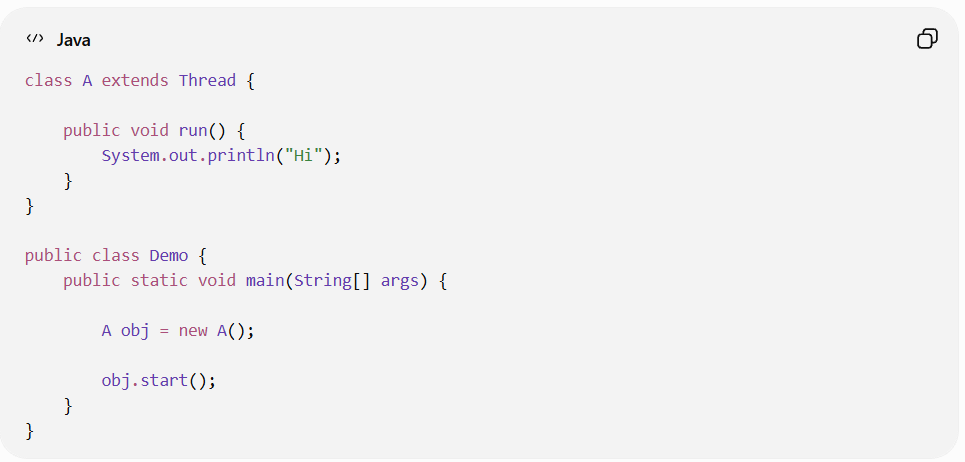 </> Java
class A extends Thread {
    public void run() {
        System.out.println("Hi");
    }
}
public class Demo {
    public static void main(String[] args) {
        A obj = new A();
        obj.start();
    }
}